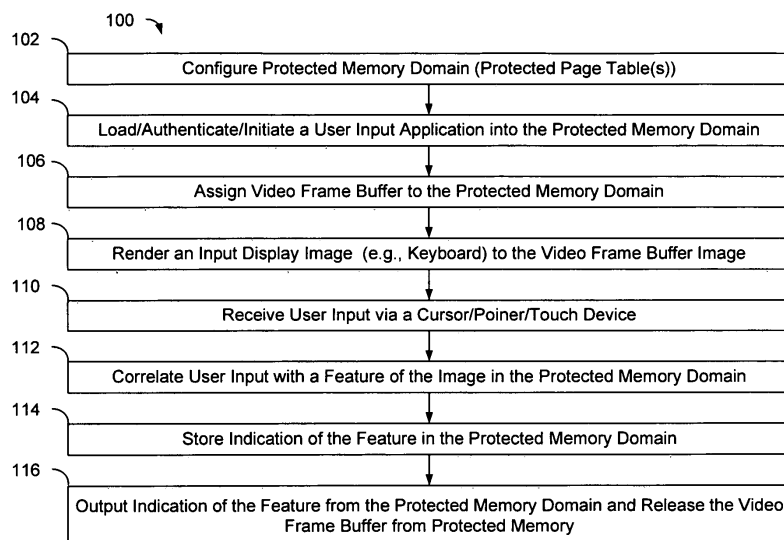 100
102
Configure Protected Memory Domain (Protected Page Table(s))
104
Load/Authenticate/Initiate a User Input Application into the Protected Memory Domain
106
Assign Video Frame Buffer to the Protected Memory Domain
108
Render an Input Display Image (e.g., Keyboard) to the Video Frame Buffer Image
110
Receive User Input via a Cursor/Poiner/Touch Device
112
Correlate User Input with a Feature of the Image in the Protected Memory Domain
114
Store Indication of the Feature in the Protected Memory Domain
116
Output Indication of the Feature from the Protected Memory Domain and Release the Video
Frame Buffer from Protected Memory